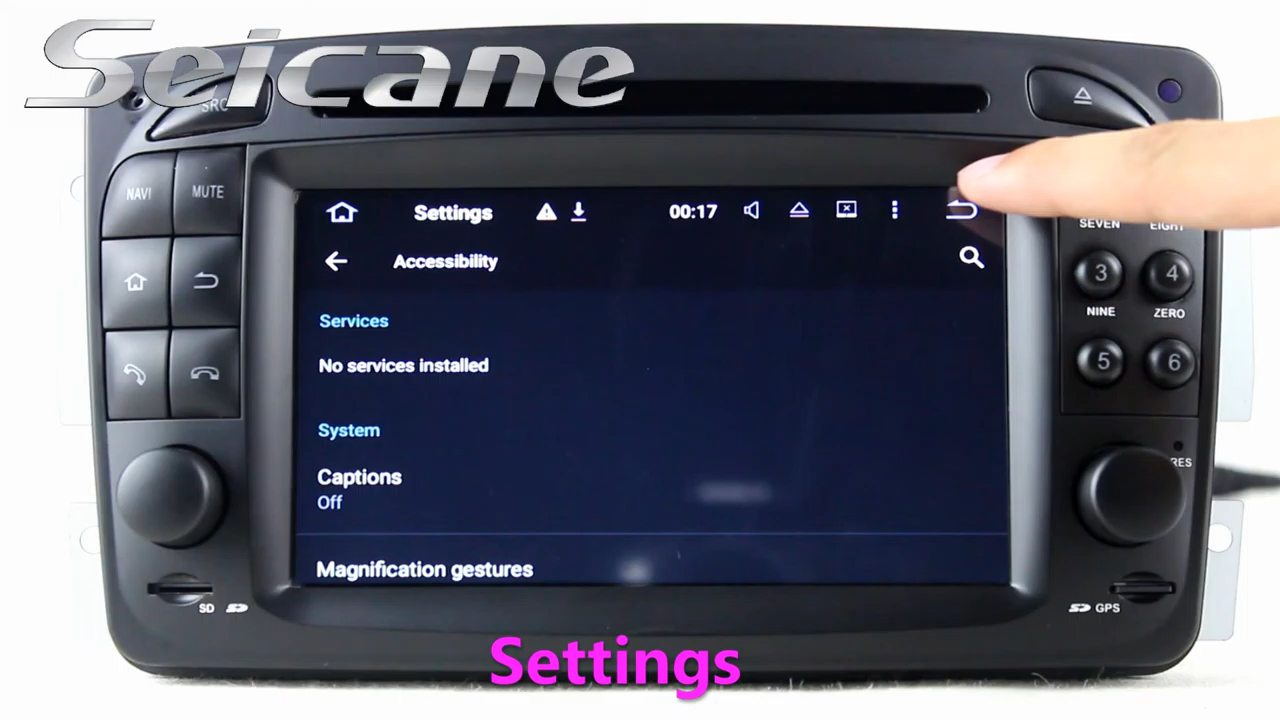 Seicane
SRC
NAVI
MUTE
Settings
00:17
Accessibility
Services
No services installed
System
Captions
Off
Magnification gestures
SEVEN
EIGHT
3
4
NINE
ZERO
5
6
RES
SD
GPS
Settings